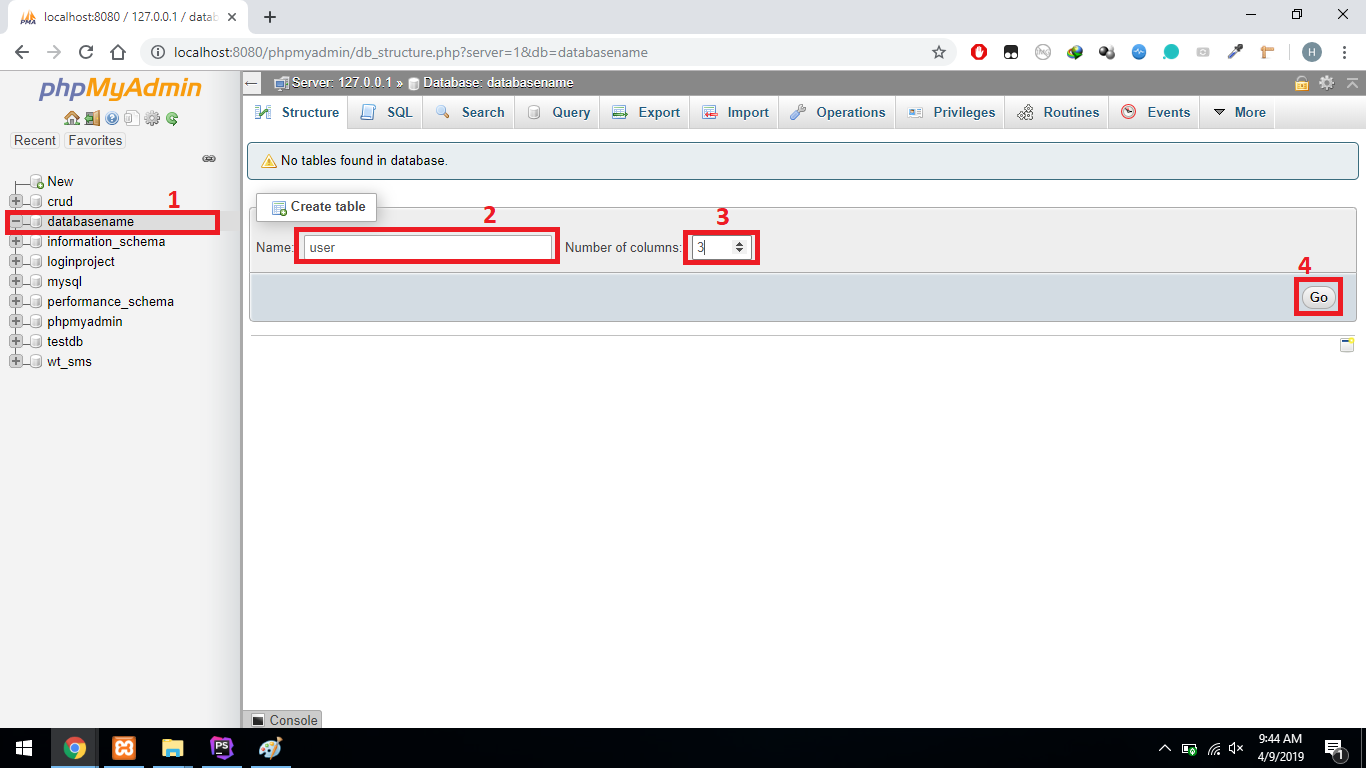 localhost:8080 / 127.0.0.1 / datab
localhost:8080/phpmyadmin/db_structure.php?server=1&db=databasename
H
phpMyAdmin
Recent Favorites
New
crud
1
databasename
information_schema
loginproject
mysql
performance_schema
phpmyadmin
testdb
wt_sms
Server: 127.0.0.1 » Database: databasename
Structure SQL Search Query Export Import Operations Privileges Routines Events More
No tables found in database.
Create table
2 3
Name: user Number of columns: 3
4
Go
Console
9:44 AM
4/9/2019
1